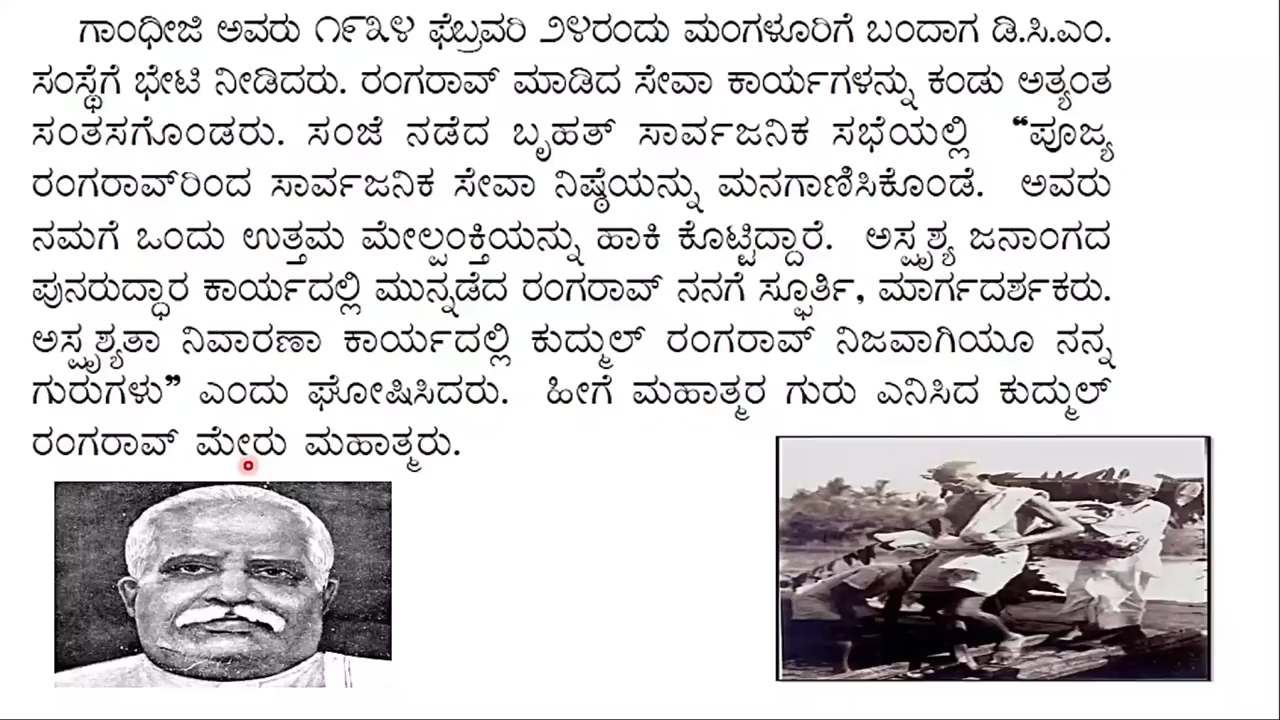 ಗಾಂಧೀಜಿ ಅವರು ೧೯೩೪ ಫೆಬ್ರವರಿ ೨೪ರಂದು ಮಂಗಳೂರಿಗೆ ಬಂದಾಗ ಡಿ.ಸಿ.ಎಂ.
ಸಂಸ್ಥೆಗೆ ಭೇಟಿ ನೀಡಿದರು. ರಂಗರಾವ್ ಮಾಡಿದ ಸೇವಾ ಕಾರ್ಯಗಳನ್ನು ಕಂಡು ಅತ್ಯಂತ
ಸಂತಸಗೊಂಡರು. ಸಂಜೆ ನಡೆದ ಬೃಹತ್ ಸಾರ್ವಜನಿಕ ಸಭೆಯಲ್ಲಿ “ಪೂಜ್ಯ
ರಂಗರಾವ್‌ರಿಂದ ಸಾರ್ವಜನಿಕ ಸೇವಾ ನಿಷ್ಠೆಯನ್ನು ಮನಗಾಣಿಸಿಕೊಂಡೆ. ಅವರು
ನಮಗೆ ಒಂದು ಉತ್ತಮ ಮೇಲ್ಪಂಕ್ತಿಯನ್ನು ಹಾಕಿ ಕೊಟ್ಟಿದ್ದಾರೆ. ಅಸ್ಪೃಶ್ಯ ಜನಾಂಗದ
ಪುನರುದ್ಧಾರ ಕಾರ್ಯದಲ್ಲಿ ಮುನ್ನಡೆದ ರಂಗರಾವ್ ನನಗೆ ಸ್ಫೂರ್ತಿ, ಮಾರ್ಗದರ್ಶಕರು.
ಅಸ್ಪೃಶ್ಯತಾ ನಿವಾರಣಾ ಕಾರ್ಯದಲ್ಲಿ ಕುದ್ಮುಲ್ ರಂಗರಾವ್ ನಿಜವಾಗಿಯೂ ನನ್ನ
ಗುರುಗಳು” ಎಂದು ಘೋಷಿಸಿದರು. ಹೀಗೆ ಮಹಾತ್ಮರ ಗುರು ಎನಿಸಿದ ಕುದ್ಮುಲ್
ರಂಗರಾವ್ ಮೇರು ಮಹಾತ್ಮರು.